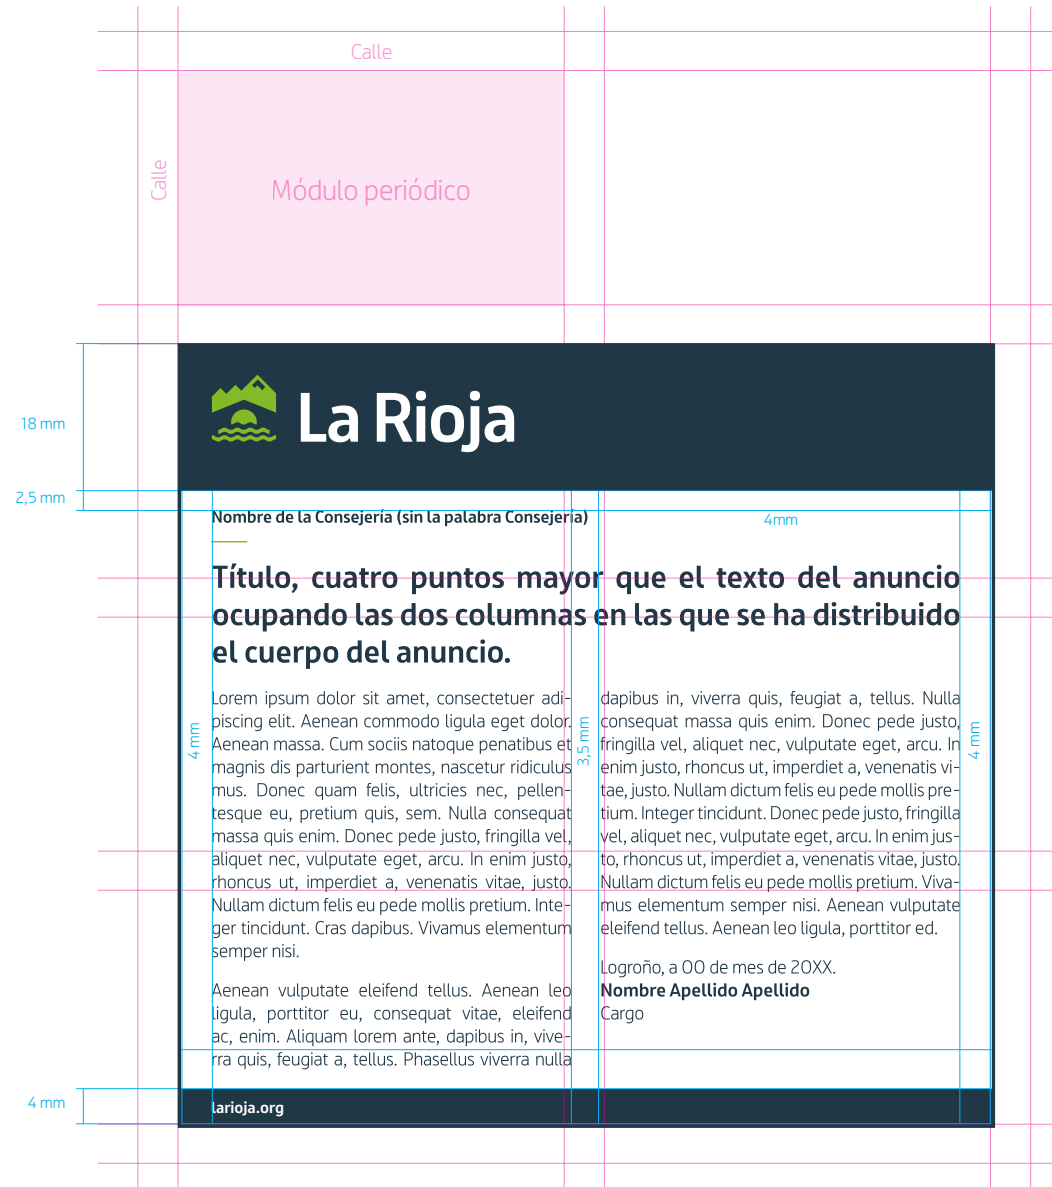 Calle
Calle
Módulo periódico
18 mm
La Rioja
2,5 mm
Nombre de la Consejería (sin la palabra Consejería)
4mm
Título, cuatro puntos mayor que el texto del anuncio
ocupando las dos columnas en las que se ha distribuido
el cuerpo del anuncio.
4 mm
Lorem ipsum dolor sit amet, consectetuer adi-
piscing elit. Aenean commodo ligula eget dolor.
Aenean massa. Cum sociis natoque penatibus et
magnis dis parturient montes, nascetur ridiculus
mus. Donec quam felis, ultricies nec, pellen-
tesque eu, pretium quis, sem. Nulla consequat
massa quis enim. Donec pede justo, fringilla vel,
aliquet nec, vulputate eget, arcu. In enim justo,
rhoncus ut, imperdiet a, venenatis vitae, justo.
Nullam dictum felis eu pede mollis pretium. Inte-
ger tincidunt. Cras dapibus. Vivamus elementum
semper nisi.
Aenean vulputate eleifend tellus. Aenean leo
ligula, porttitor eu, consequat vitae, eleifend
ac, enim. Aliquam lorem ante, dapibus in, vive-
rra quis, feugiat a, tellus. Phasellus viverra nulla
3,5 mm
dapibus in, viverra quis, feugiat a, tellus. Nulla
consequat massa quis enim. Donec pede justo,
fringilla vel, aliquet nec, vulputate eget, arcu. In
enim justo, rhoncus ut, imperdiet a, venenatis vi-
tae, justo. Nullam dictum felis eu pede mollis pre-
tium. Integer tincidunt. Donec pede justo, fringilla
vel, aliquet nec, vulputate eget, arcu. In enim jus-
to, rhoncus ut, imperdiet a, venenatis vitae, justo.
Nullam dictum felis eu pede mollis pretium. Viva-
mus elementum semper nisi. Aenean vulputate
eleifend tellus. Aenean leo ligula, porttitor ed.
Logroño, a 00 de mes de 20XX.
Nombre Apellido Apellido
Cargo
4 mm
4 mm
larioja.org